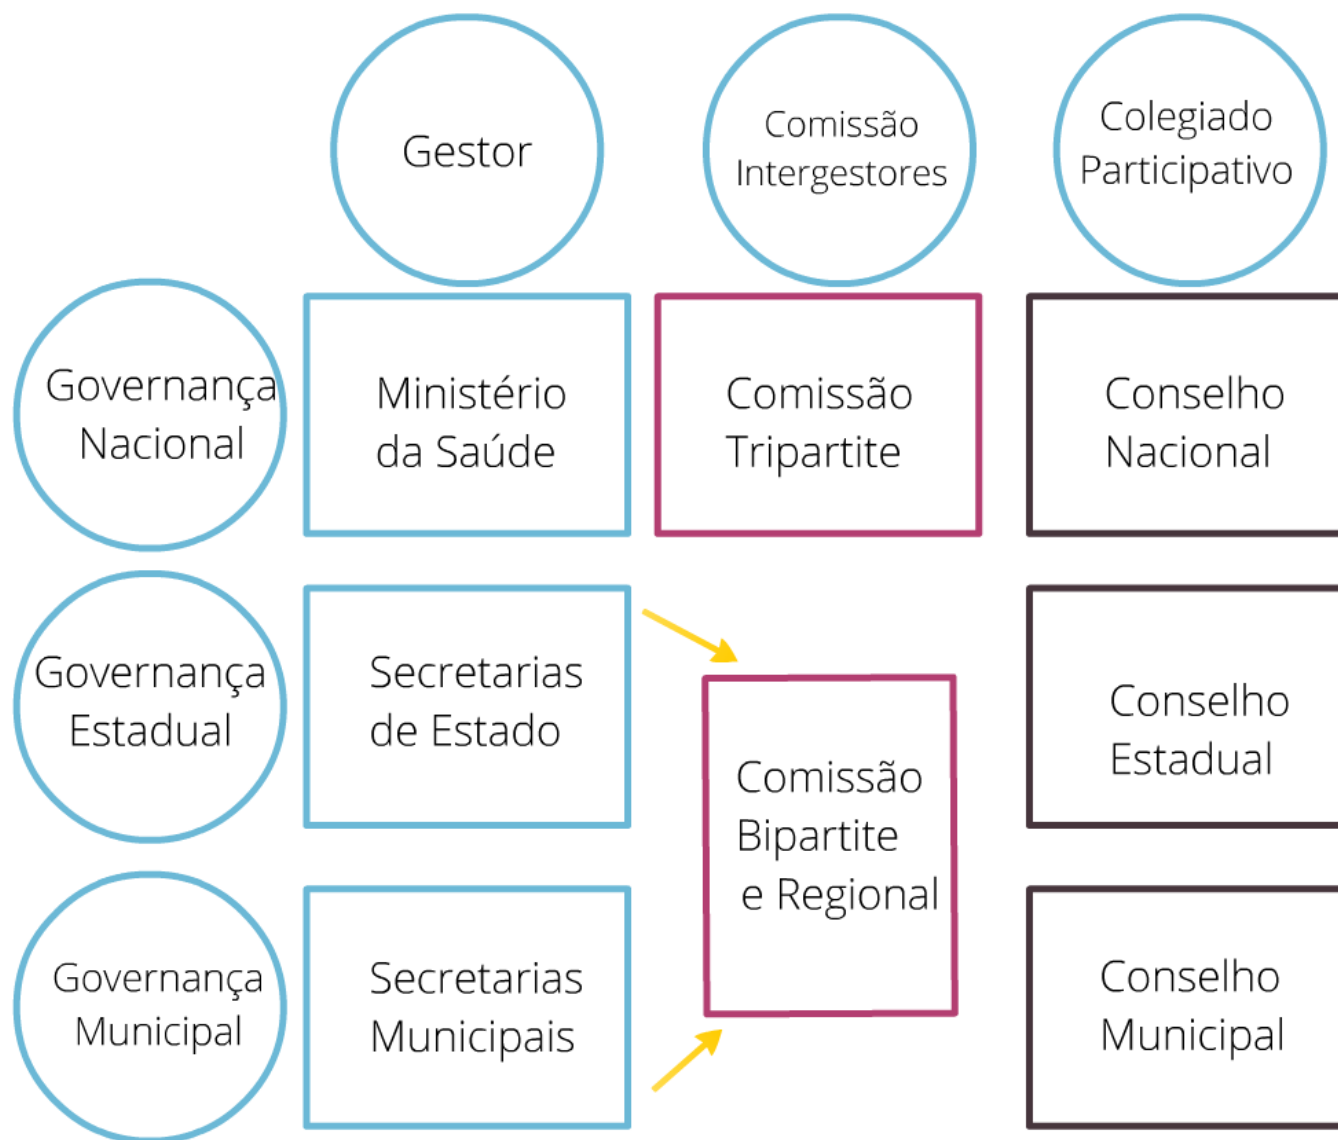 Gestor
Comissão
Intergestores
Colegiado
Participativo
Governança
Nacional
Ministério
da Saúde
Comissão
Tripartite
Conselho
Nacional
Governança
Estadual
Secretarias
de Estado
Comissão
Bipartite
e Regional
Conselho
Estadual
Governança
Municipal
Secretarias
Municipais
Conselho
Municipal